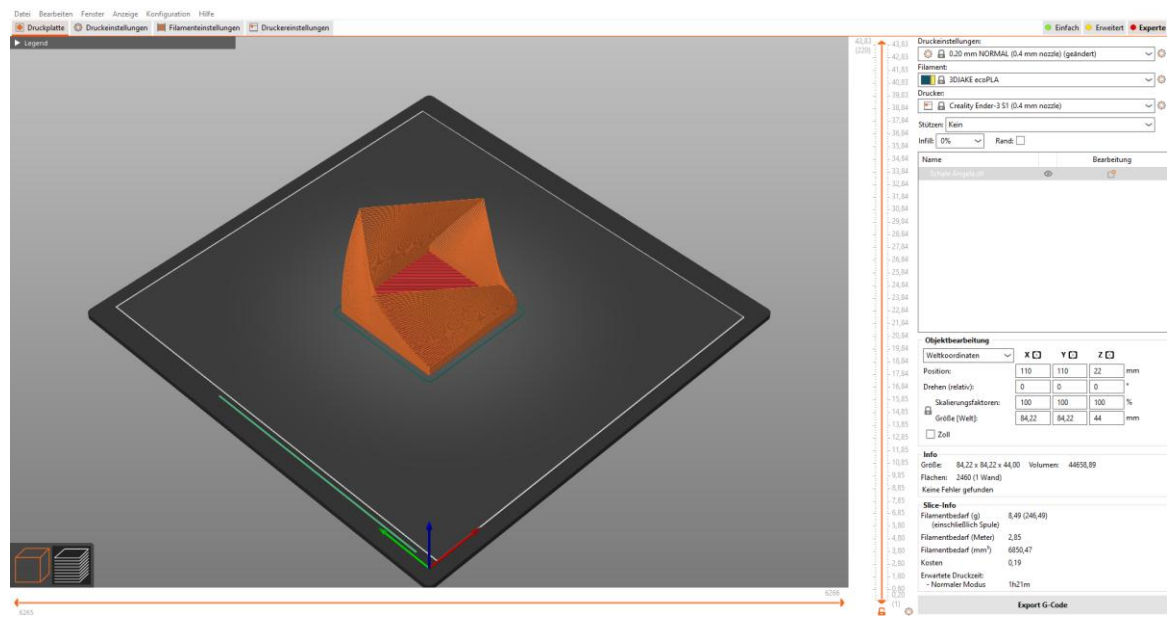 Datei Bearbeiten Fenster Anzeige Konfiguration Hilfe
Druckplatte Druckeinstellungen Filamenteinstellungen Druckereinstellungen Einfach Erweitert Experte
Legend
43,83
(220)
43,83
42,83
41,83
40,83
39,83
38,84
37,84
36,84
35,84
34,84
33,84
32,84
31,84
30,84
29,84
28,84
27,84
26,84
25,84
24,84
23,84
22,84
21,84
20,84
19,84
18,84
17,84
16,84
15,85
14,85
13,85
12,85
11,85
10,85
9,85
8,85
7,85
6,85
5,80
4,80
3,80
2,80
1,80
0,80
0,20
(1)
6266
6265
Druckeinstellungen:
0.20 mm NORMAL (0.4 mm nozzle) (geändert)
Filament:
3DJAKE ecoPLA
Drucker:
Creality Ender-3 S1 (0.4 mm nozzle)
Stützen: Kein
Infill: 0% Rand:
Name Bearbeitung
Schale Angela.stl
Objektbearbeitung
Weltkoordinaten X Y Z
Position: 110 110 22 mm
Drehen (relativ): 0 0 0 °
Skalierungsfaktoren: 100 100 100 %
Größe [Welt]: 84,22 84,22 44 mm
Zoll
Info
Größe: 84,22 x 84,22 x 44,00 Volumen: 44658,89
Flächen: 2460 (1 Wand)
Keine Fehler gefunden
Slice-Info
Filamentbedarf (g) 8,49 (246,49)
(einschließlich Spule)
Filamentbedarf (Meter) 2,85
Filamentbedarf (mm³) 6850,47
Kosten 0,19
Erwartete Druckzeit:
- Normaler Modus 1h21m
Export G-Code